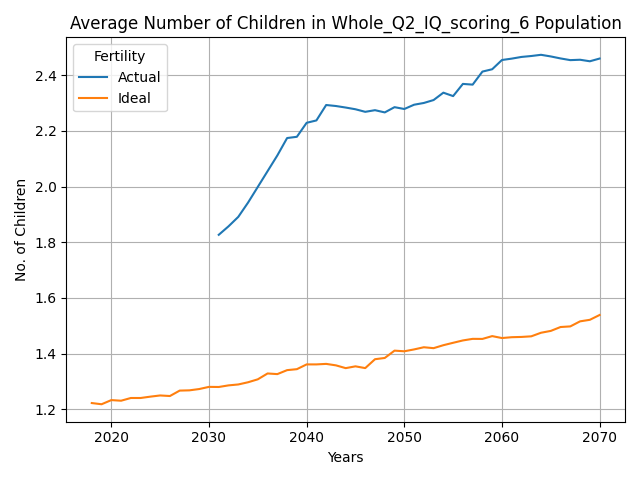 Average Number of Children in Whole_Q2_IQ_scoring_6 Population
Fertility
Actual
Ideal
No. of Children
2.4
2.2
2.0
1.8
1.6
1.4
1.2
2020 2030 2040 2050 2060 2070
Years